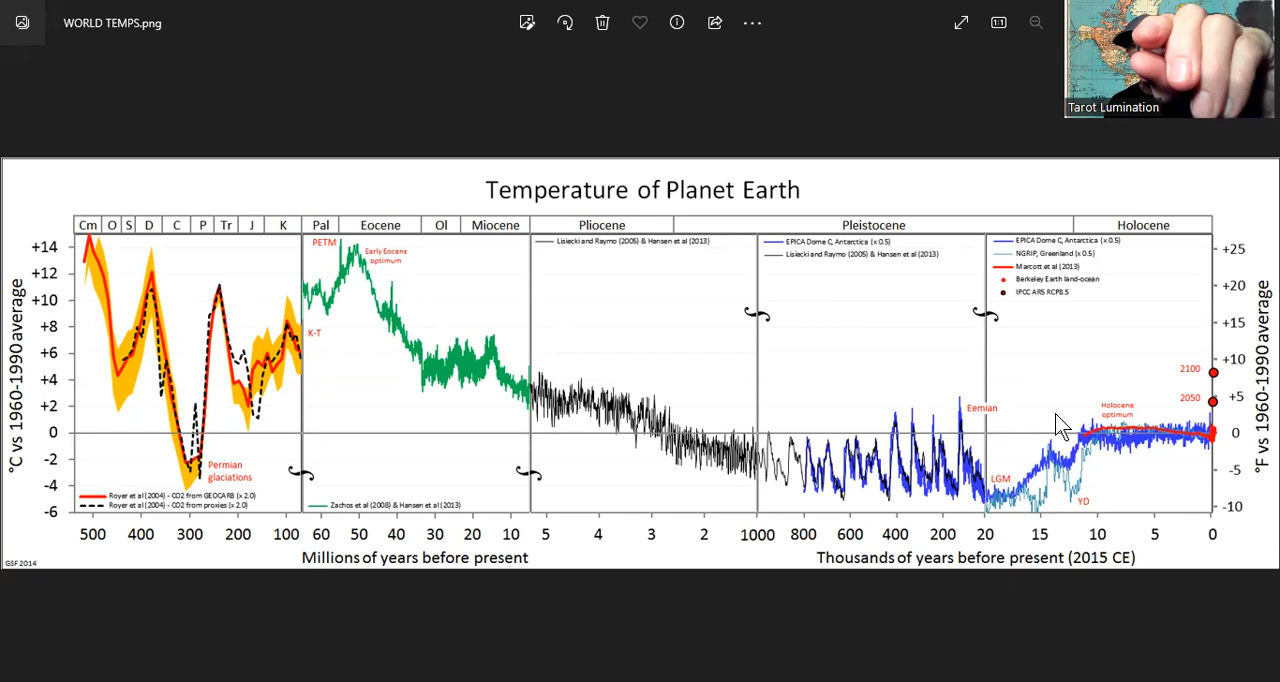 WORLD TEMPS.png
Tarot Lumination
Temperature of Planet Earth
Cm O S D C P Tr J K Pal Eocene Ol Miocene Pliocene Pleistocene Holocene
PETM
Early Eocene
optimum
K-T
Permian
glaciations
Royer et al (2004) - CO2 from GEOCARB (x 2.0)
Royer et al (2004) - CO2 from proxies (x 2.0)
Zachos et al (2008) & Hansen et al (2013)
Lisiecki and Raymo (2005) & Hansen et al (2013)
EPICA Dome C, Antarctica (x 0.5)
Lisiecki and Raymo (2005) & Hansen et al (2013)
EPICA Dome C, Antarctica (x 0.5)
NGRIP, Greenland (x 0.5)
Marcott et al (2013)
Berkeley Earth land-ocean
IPCC AR5 RCP8.5
Eemian
LGM
YD
Holocene
optimum
2100
2050
°C vs 1960-1990 average
+14
+12
+10
+8
+6
+4
+2
0
-2
-4
-6
+25
+20
+15
+10
+5
0
-5
-10
°F vs 1960-1990 average
500 400 300 200 100 60 50 40 30 20 10 5 4 3 2 1000 800 600 400 200 20 15 10 5 0
Millions of years before present
Thousands of years before present (2015 CE)
GSF 2014
1:1